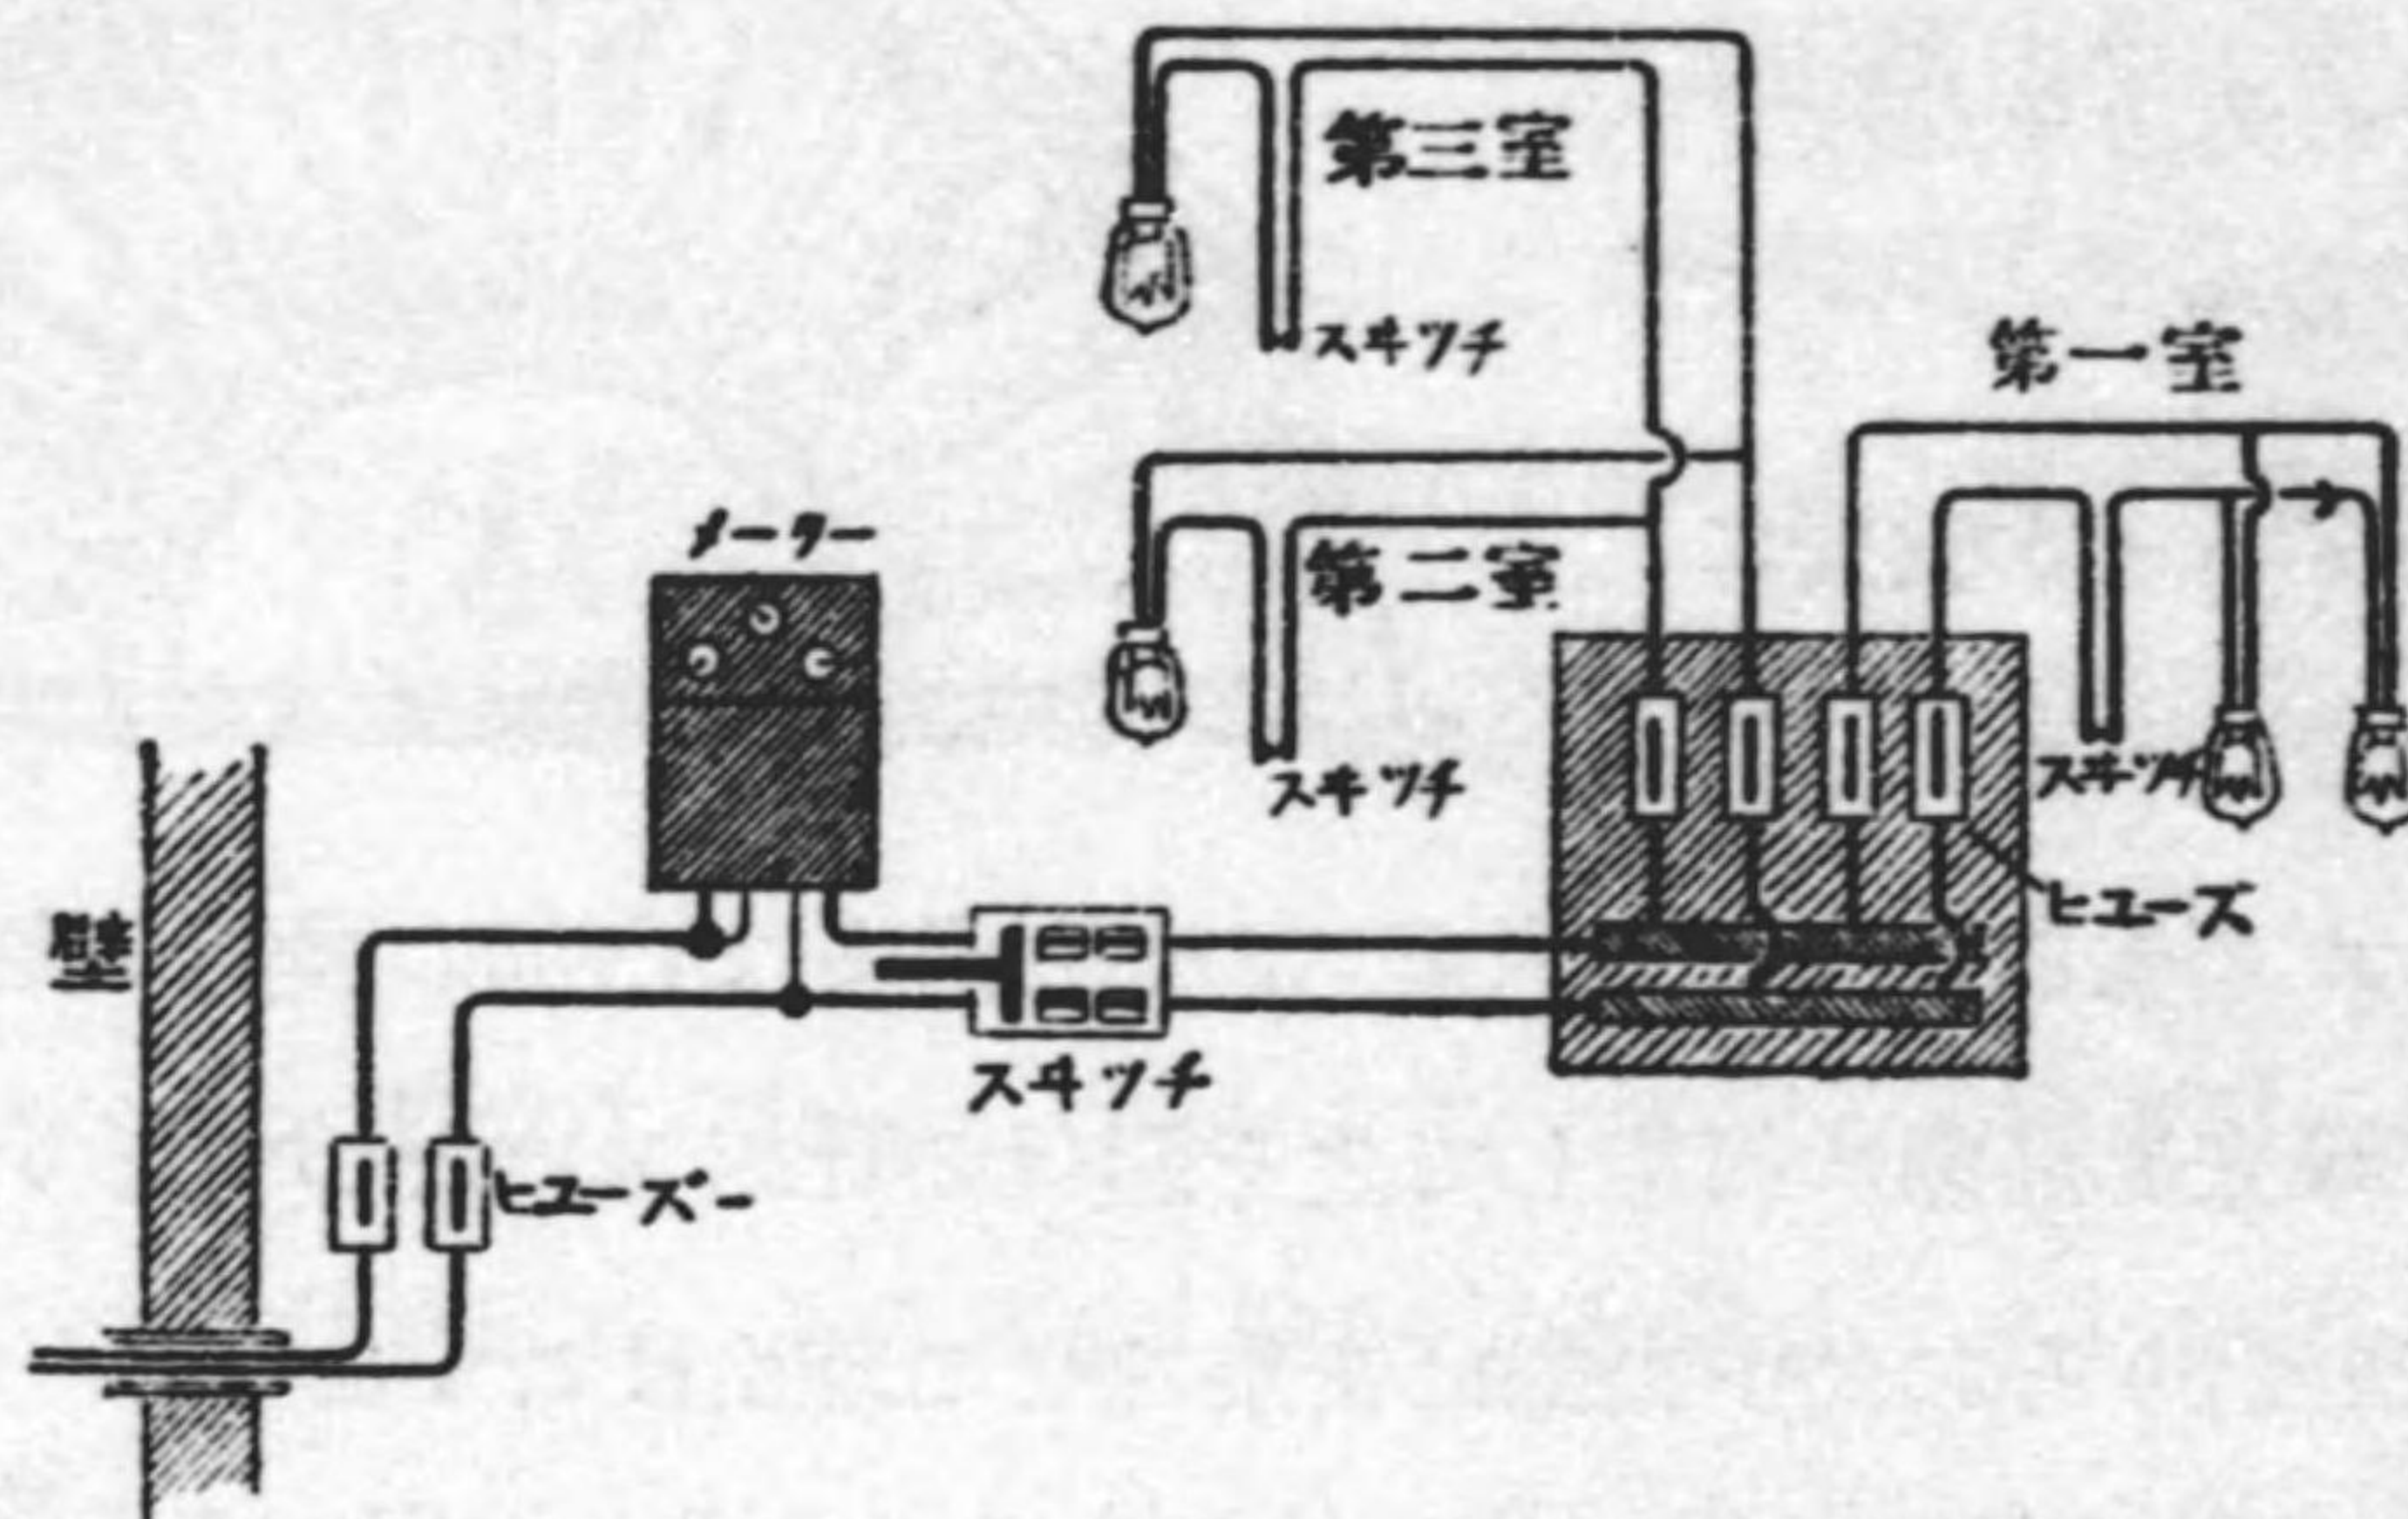 第三室
スヰツチ
第一室
メーター
第二室
スヰツチ
スヰツチ
ヒユーズ
壁
スヰツチ
ヒユーズー